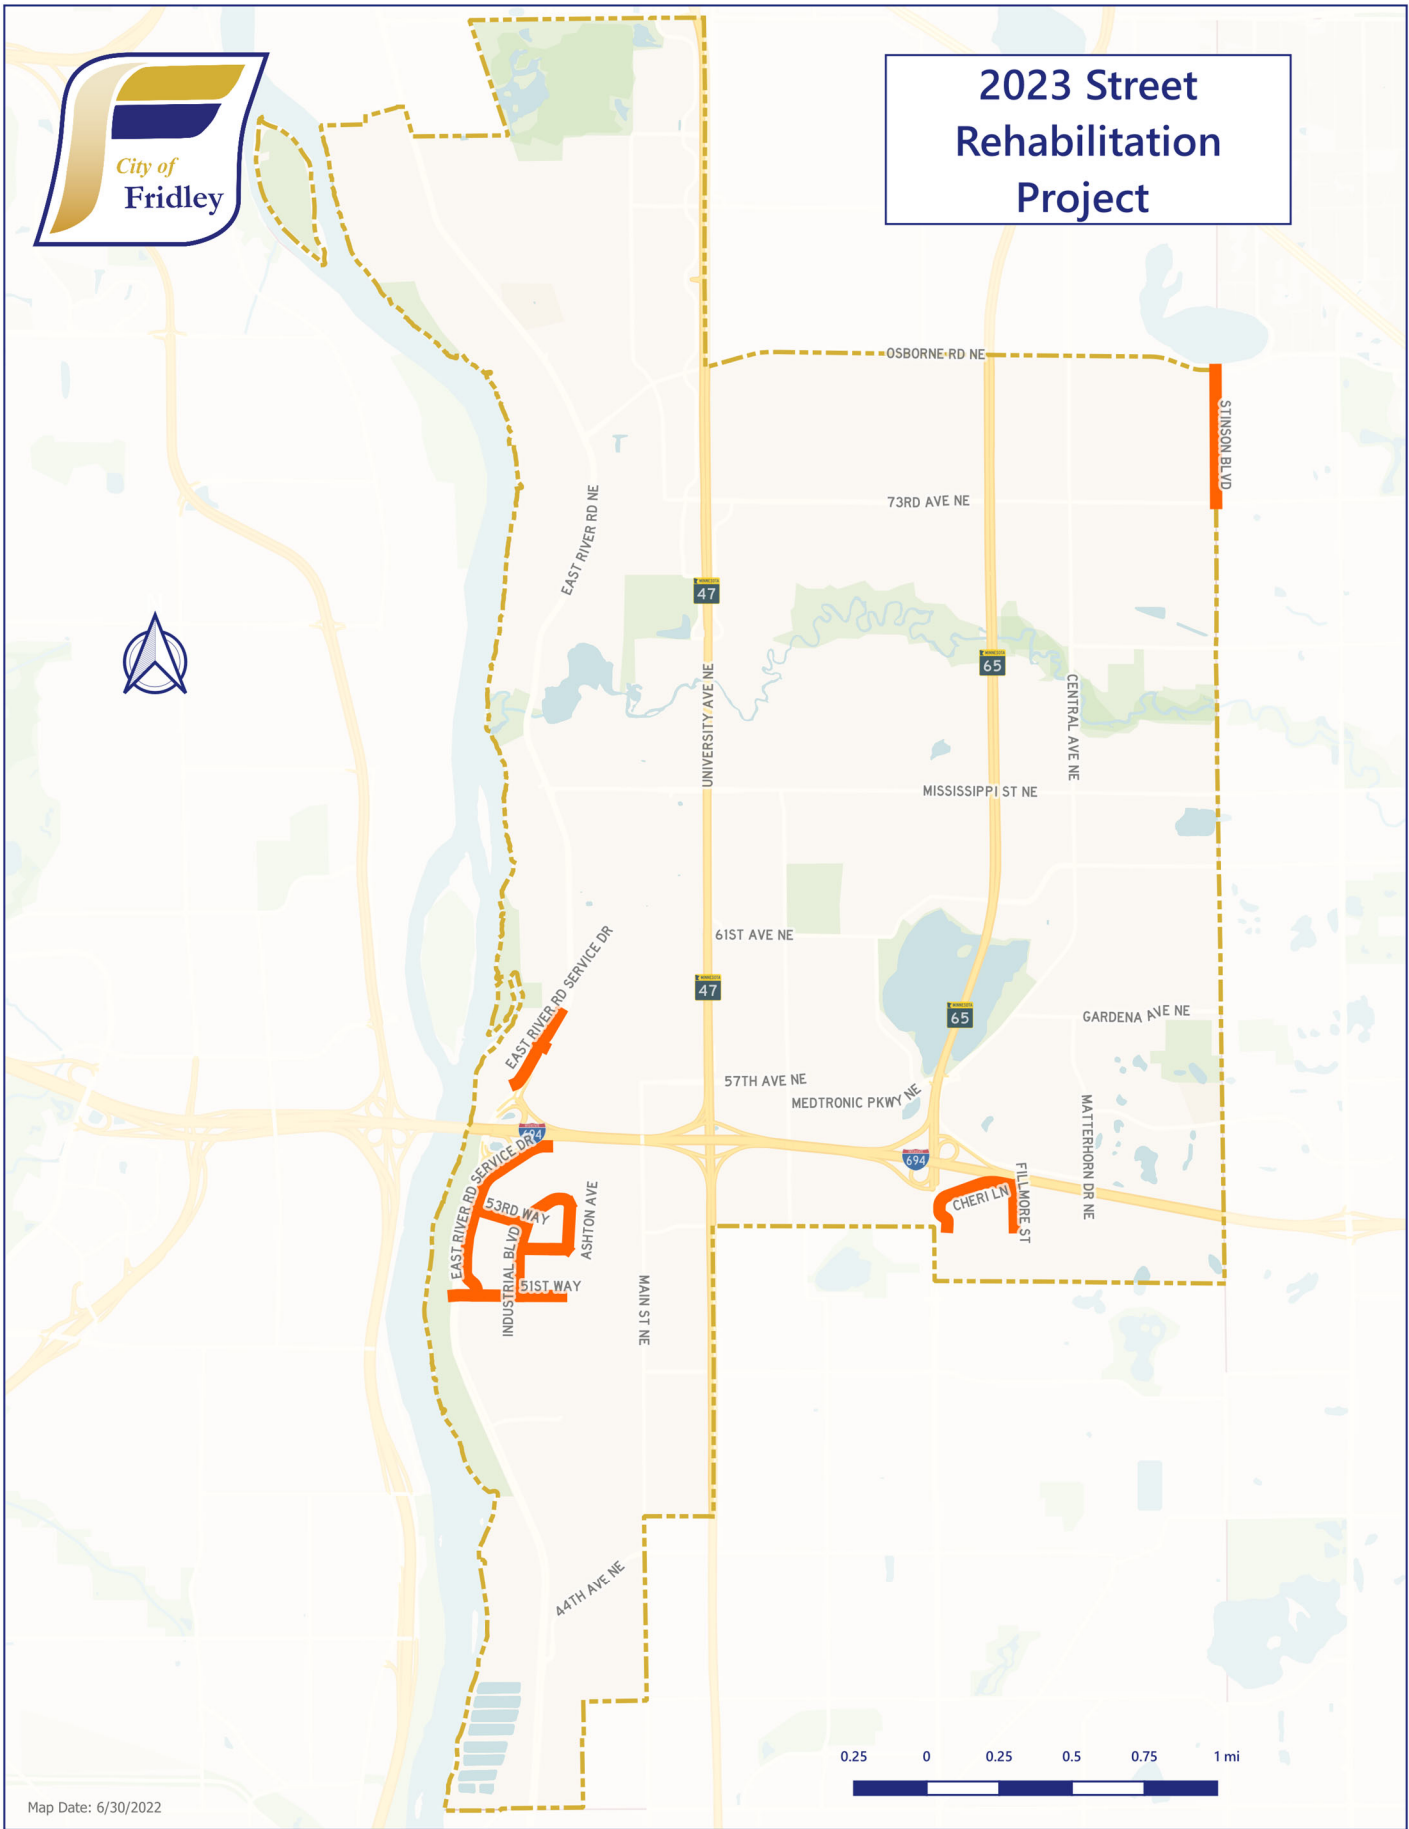 City of
Fridley
2023 Street
Rehabilitation
Project
OSBORNE RD NE
STINSON BLVD
73RD AVE NE
EAST RIVER RD NE
MINNESOTA
47
UNIVERSITY AVE NE
MINNESOTA
65
CENTRAL AVE NE
MISSISSIPPI ST NE
61ST AVE NE
EAST RIVER RD SERVICE DR
MINNESOTA
47
MINNESOTA
65
GARDENA AVE NE
57TH AVE NE
MEDTRONIC PKWY NE
MATTERHORN DR NE
694
694
EAST RIVER RD SERVICE DR
53RD WAY
ASHTON AVE
CHERI LN
FILLMORE ST
INDUSTRIAL BLVD
51ST WAY
MAIN ST NE
44TH AVE NE
0.25 0 0.25 0.5 0.75 1 mi
Map Date: 6/30/2022